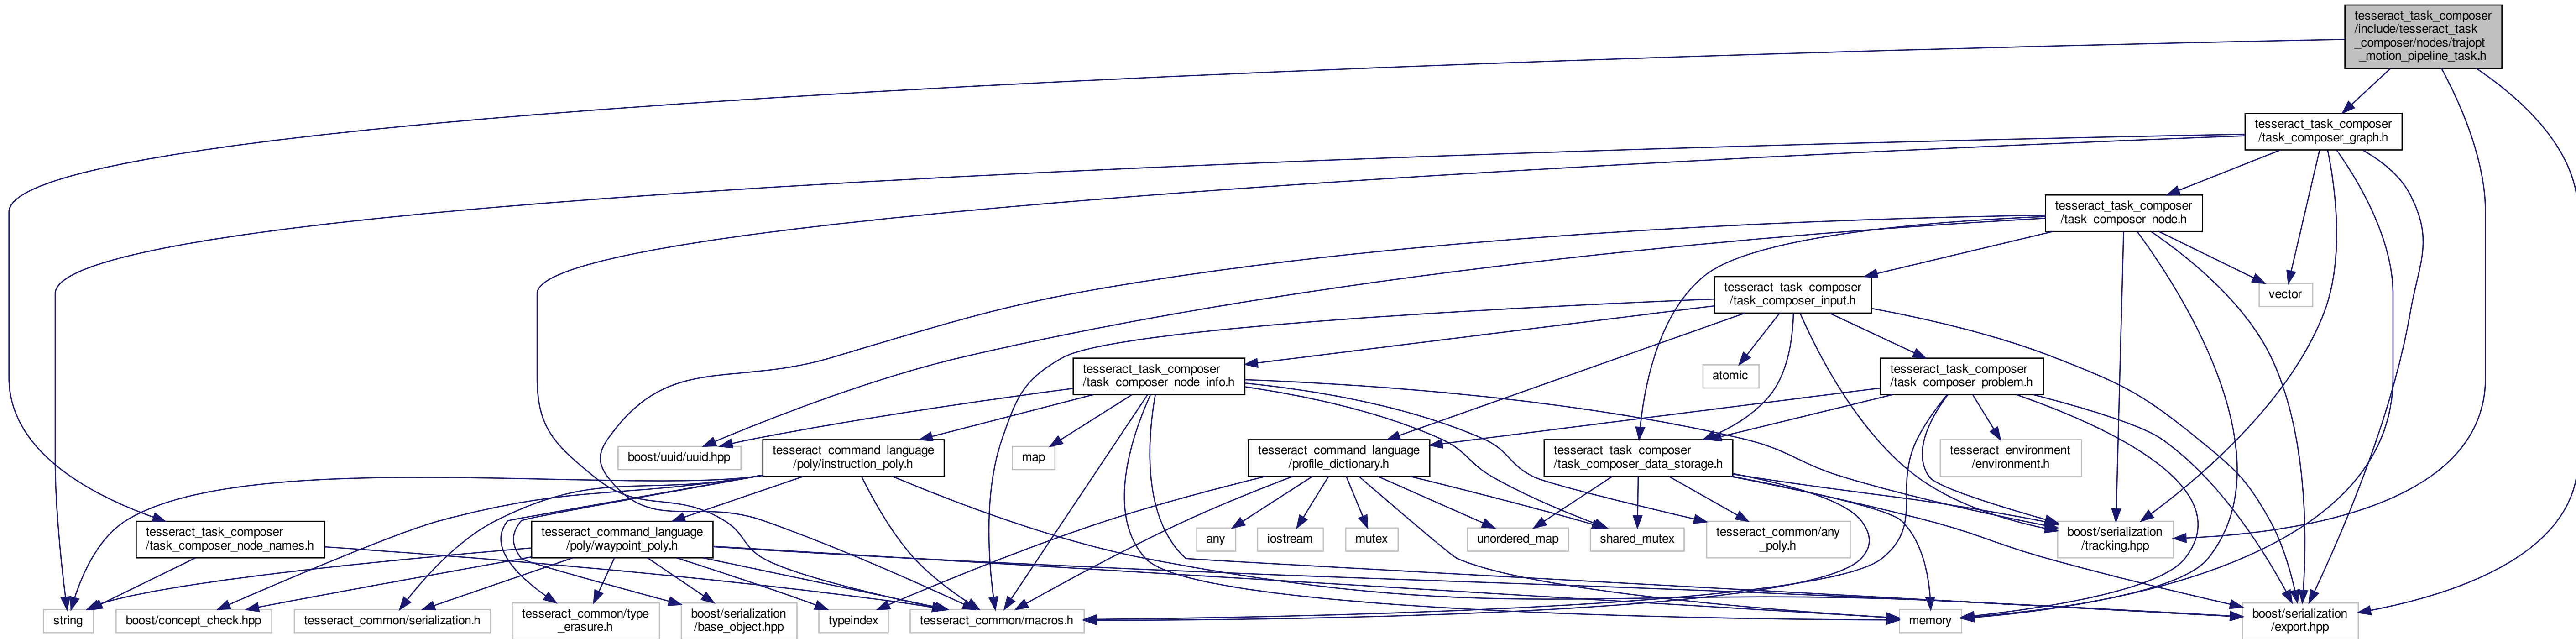 tesseract_task_composer
/include/tesseract_task
_composer/nodes/trajopt
_motion_pipeline_task.h
tesseract_task_composer
/task_composer_graph.h
tesseract_task_composer
/task_composer_node.h
tesseract_task_composer
/task_composer_input.h
vector
tesseract_task_composer
/task_composer_node_info.h
atomic
tesseract_task_composer
/task_composer_problem.h
boost/uuid/uuid.hpp
tesseract_command_language
/poly/instruction_poly.h
map
tesseract_command_language
/profile_dictionary.h
tesseract_task_composer
/task_composer_data_storage.h
tesseract_environment
/environment.h
tesseract_task_composer
/task_composer_node_names.h
tesseract_command_language
/poly/waypoint_poly.h
any
iostream
mutex
unordered_map
shared_mutex
tesseract_common/any
_poly.h
boost/serialization
/tracking.hpp
string
boost/concept_check.hpp
tesseract_common/serialization.h
tesseract_common/type
_erasure.h
boost/serialization
/base_object.hpp
typeindex
tesseract_common/macros.h
memory
boost/serialization
/export.hpp